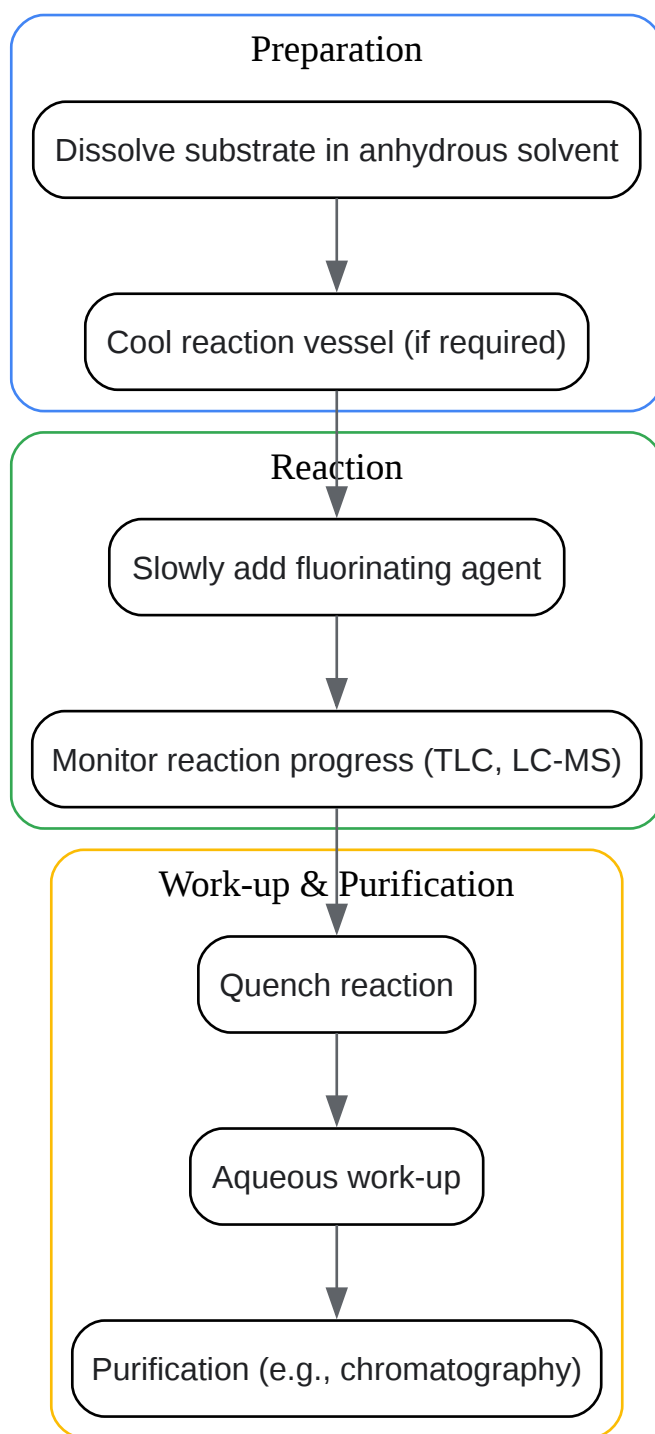 Preparation
Dissolve substrate in anhydrous solvent
Cool reaction vessel (if required)
Reaction
Slowly add fluorinating agent
Monitor reaction progress (TLC, LC-MS)
Work-up & Purification
Quench reaction
Aqueous work-up
Purification (e.g., chromatography)